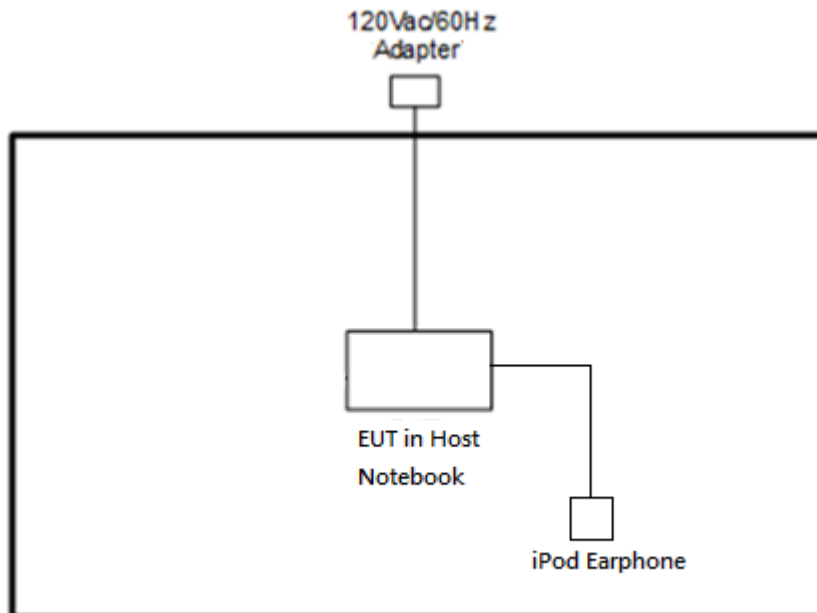 120Vac/60Hz
Adapter
EUT in Host
Notebook
iPod Earphone